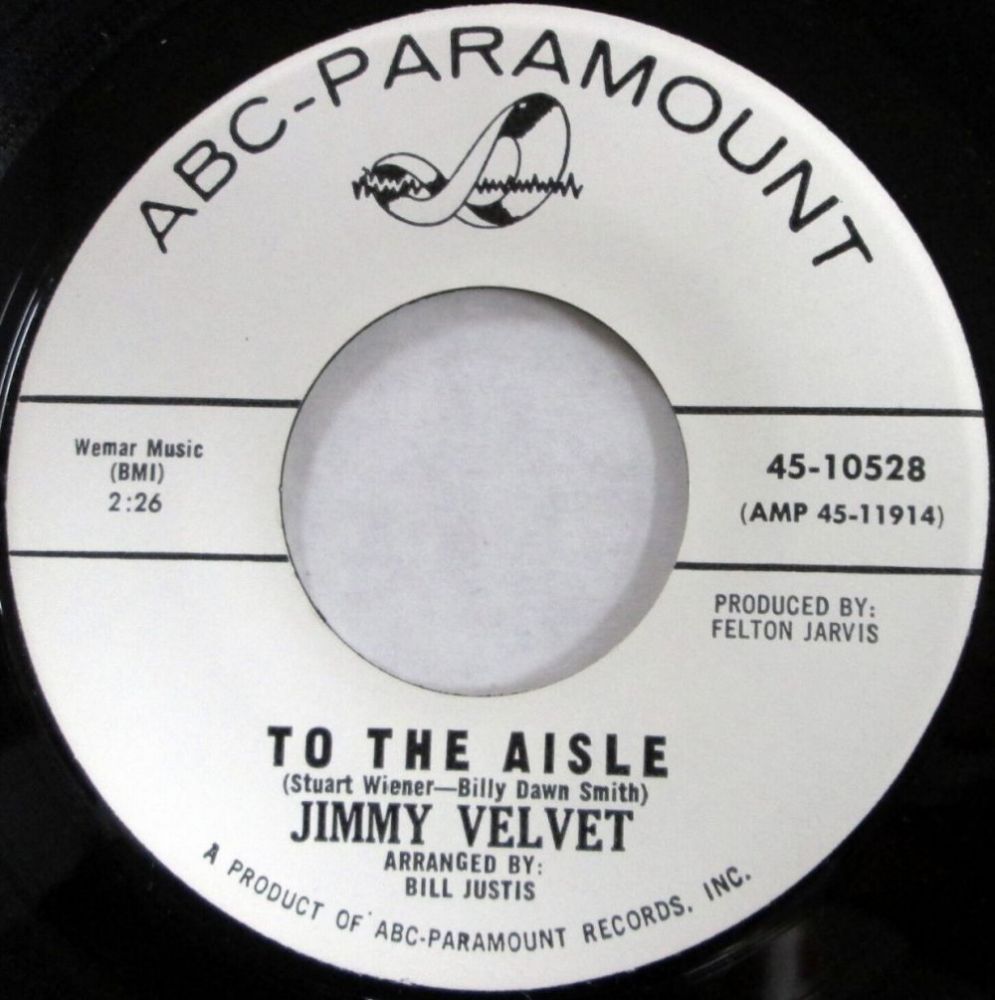 ABC-PARAMOUNT
Wemar Music
(BMI)
2:26
45-10528
(AMP 45-11914)
PRODUCED BY:
FELTON JARVIS
TO THE AISLE
(Stuart Wiener—Billy Dawn Smith)
JIMMY VELVET
ARRANGED BY:
BILL JUSTIS
A PRODUCT OF ABC-PARAMOUNT RECORDS, INC.